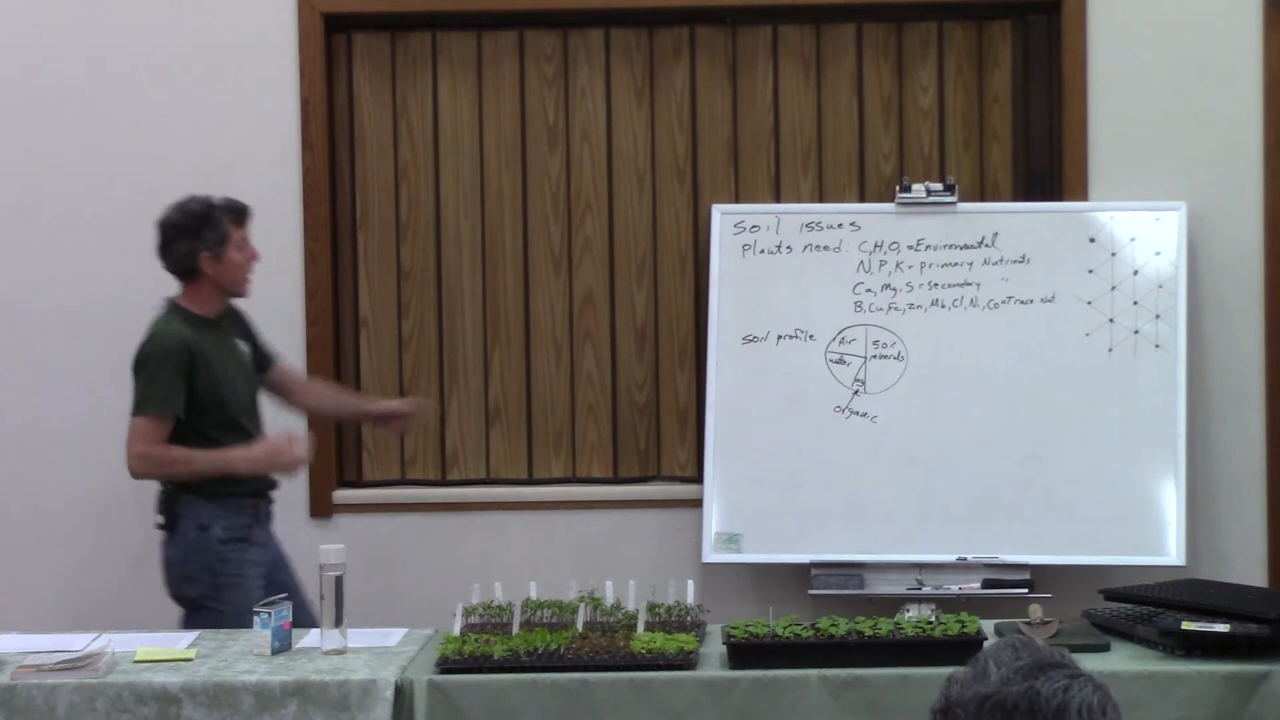 Soil issues
Plants need: C, H, O, = Environmental
N, P, K = primary Nutrients
Ca, Mg, S = Secondary "
B, Cu, Fe, Zn, Mb, Cl, Ni, Co = Trace Nut.
Soil profile
Air
50%
minerals
water
5%
organic